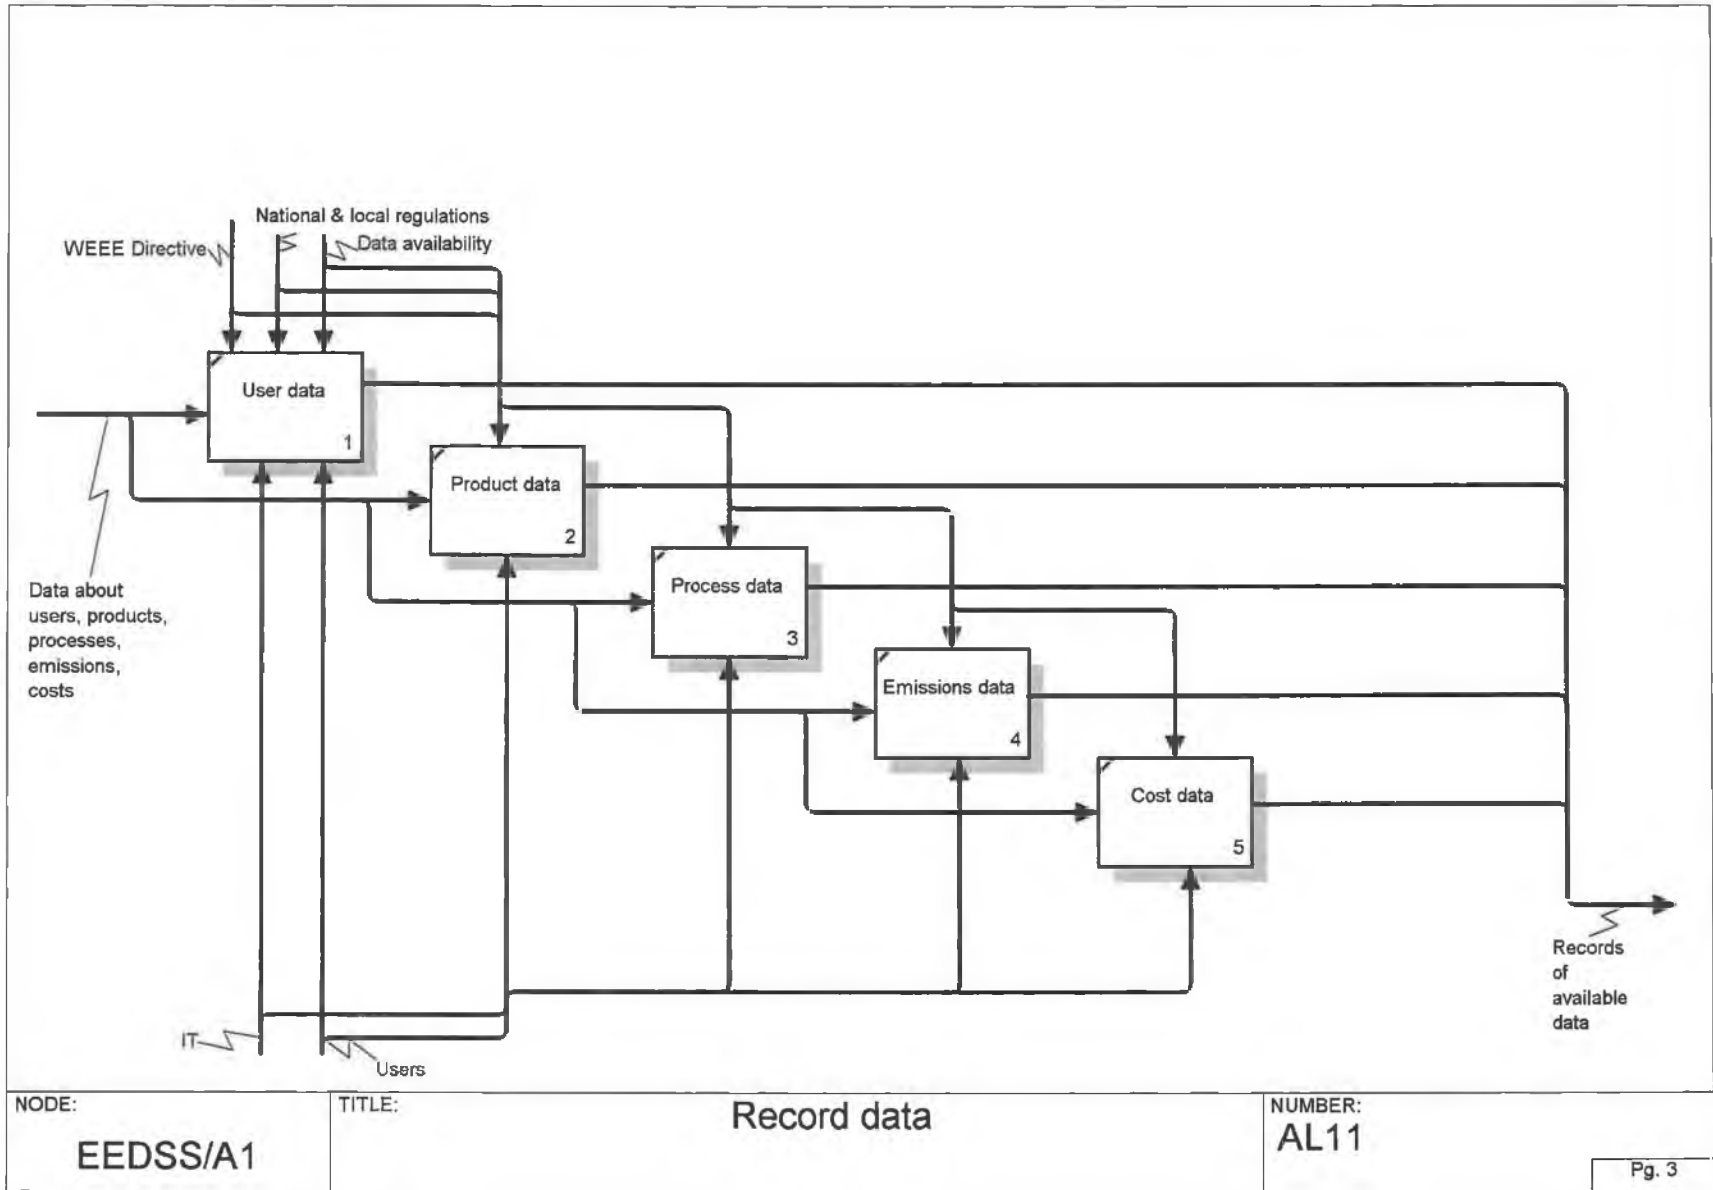 National & local regulations
WEEE Directive
Data availability
User data
1
Product data
2
Process data
3
Emissions data
4
Cost data
5
Data about
users, products,
processes,
emissions,
costs
Records
of
available
data
IT
Users
NODE:
EEDSS/A1
TITLE:
Record data
NUMBER:
AL11
Pg. 3